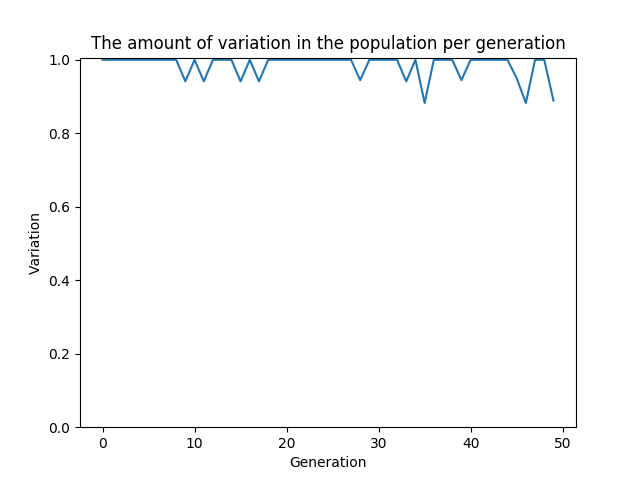 The amount of variation in the population per generation
1.0
0.8
0.6
0.4
0.2
0.0
Variation
0 10 20 30 40 50
Generation